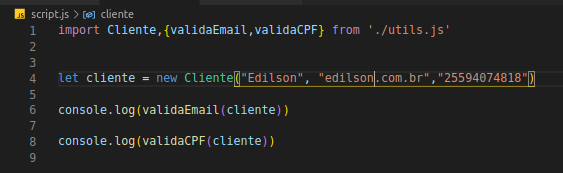 script.js > cliente
1 import Cliente,{validaEmail,validaCPF} from './utils.js'
2
3
4 let cliente = new Cliente("Edilson", "edilson.com.br","25594074818")
5
6 console.log(validaEmail(cliente))
7
8 console.log(validaCPF(cliente))
9